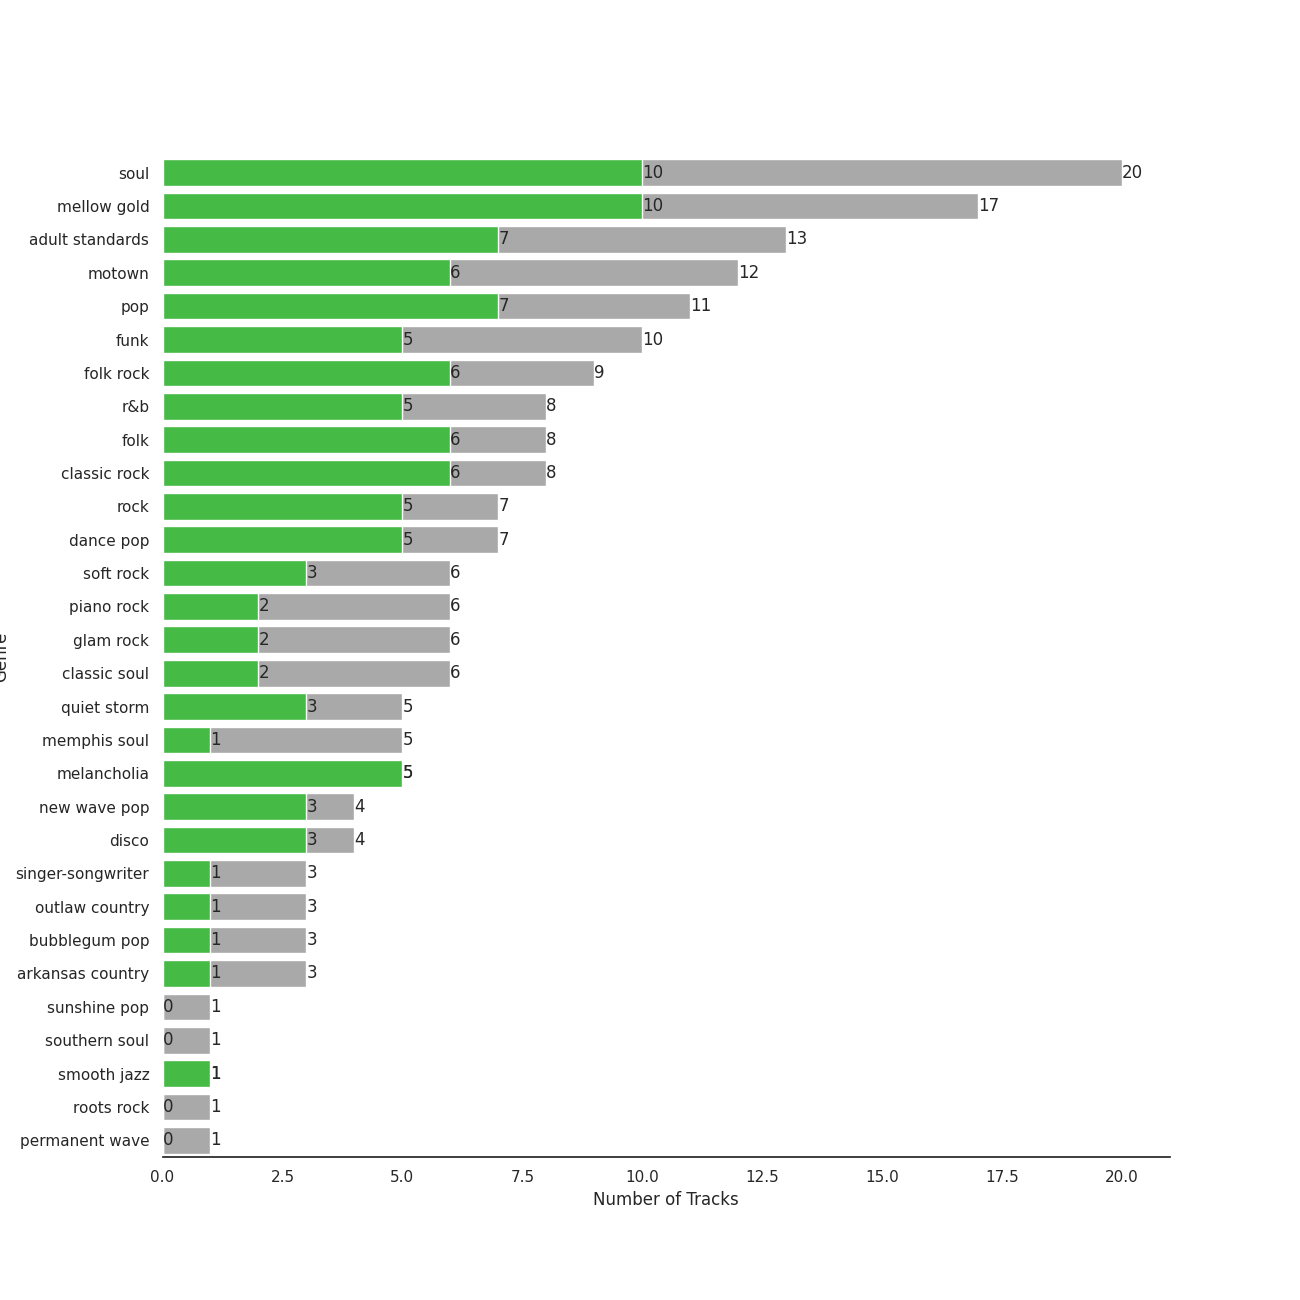 soul 10 20
mellow gold 10 17
adult standards 7 13
motown 6 12
pop 7 11
funk 5 10
folk rock 6 9
r&b 5 8
folk 6 8
classic rock 6 8
rock 5 7
dance pop 5 7
soft rock 3 6
piano rock 2 6
glam rock 2 6
classic soul 2 6
quiet storm 3 5
memphis soul 1 5
melancholia 5 5
new wave pop 3 4
disco 3 4
singer-songwriter 1 3
outlaw country 1 3
bubblegum pop 1 3
arkansas country 1 3
sunshine pop 0 1
southern soul 0 1
smooth jazz 1 1
roots rock 0 1
permanent wave 0 1
0.0 2.5 5.0 7.5 10.0 12.5 15.0 17.5 20.0
Number of Tracks
Genre